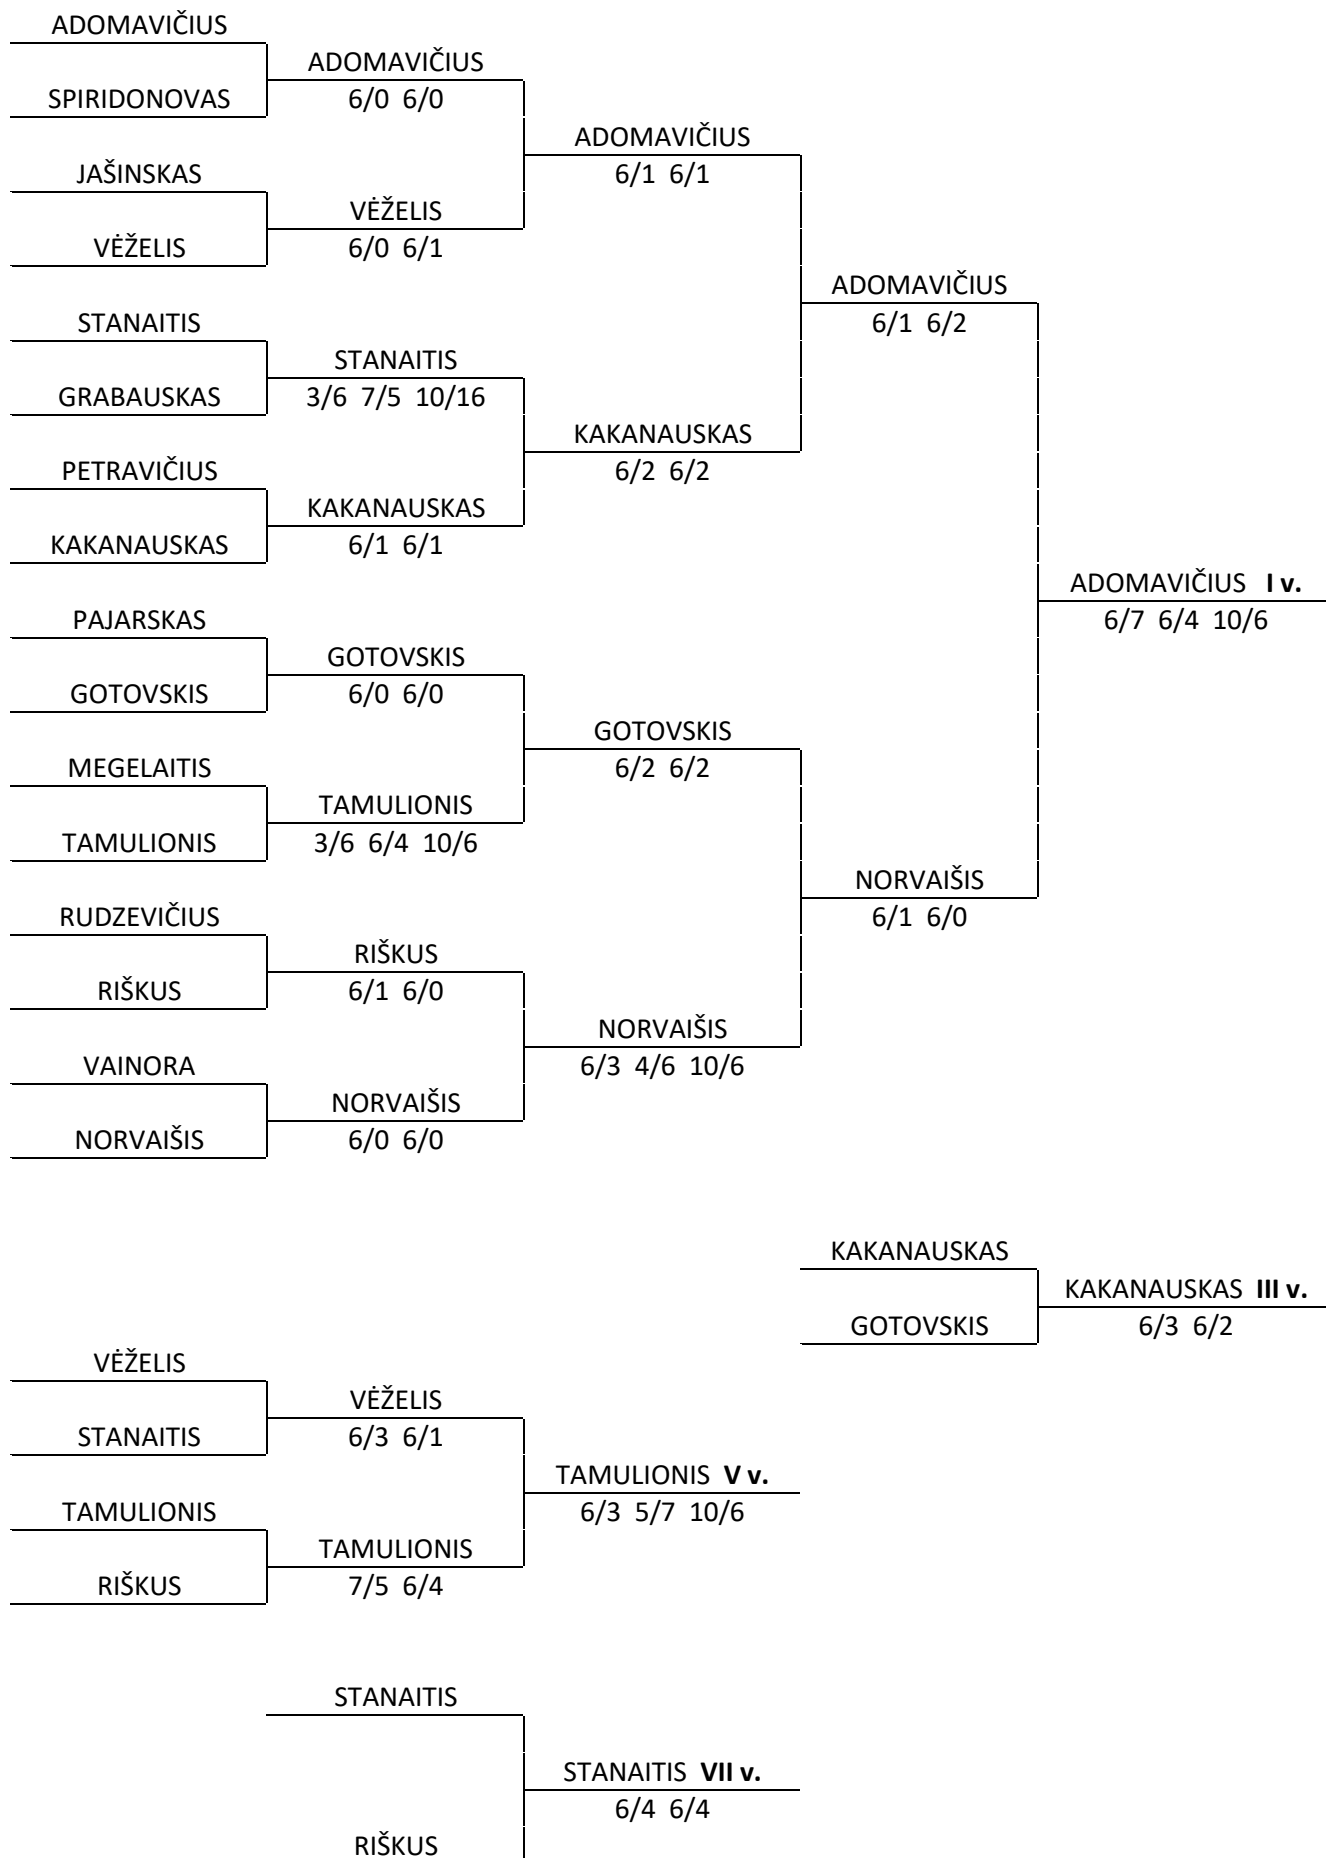 ADOMAVIČIUS
ADOMAVIČIUS
SPIRIDONOVAS
6/0 6/0
ADOMAVIČIUS
JAŠINSKAS
6/1 6/1
VĖŽELIS
VĖŽELIS
6/0 6/1
ADOMAVIČIUS
STANAITIS
6/1 6/2
STANAITIS
GRABAUSKAS
3/6 7/5 10/16
KAKANAUSKAS
PETRAVIČIUS
6/2 6/2
KAKANAUSKAS
KAKANAUSKAS
6/1 6/1
ADOMAVIČIUS I v.
PAJARSKAS
6/7 6/4 10/6
GOTOVSKIS
GOTOVSKIS
6/0 6/0
GOTOVSKIS
MEGELAITIS
6/2 6/2
TAMULIONIS
TAMULIONIS
3/6 6/4 10/6
NORVAIŠIS
RUDZEVIČIUS
6/1 6/0
RIŠKUS
RIŠKUS
6/1 6/0
NORVAIŠIS
VAINORA
6/3 4/6 10/6
NORVAIŠIS
NORVAIŠIS
6/0 6/0
KAKANAUSKAS
KAKANAUSKAS III v.
GOTOVSKIS
6/3 6/2
VĖŽELIS
VĖŽELIS
STANAITIS
6/3 6/1
TAMULIONIS V v.
TAMULIONIS
6/3 5/7 10/6
TAMULIONIS
RIŠKUS
7/5 6/4
STANAITIS
STANAITIS VII v.
6/4 6/4
RIŠKUS